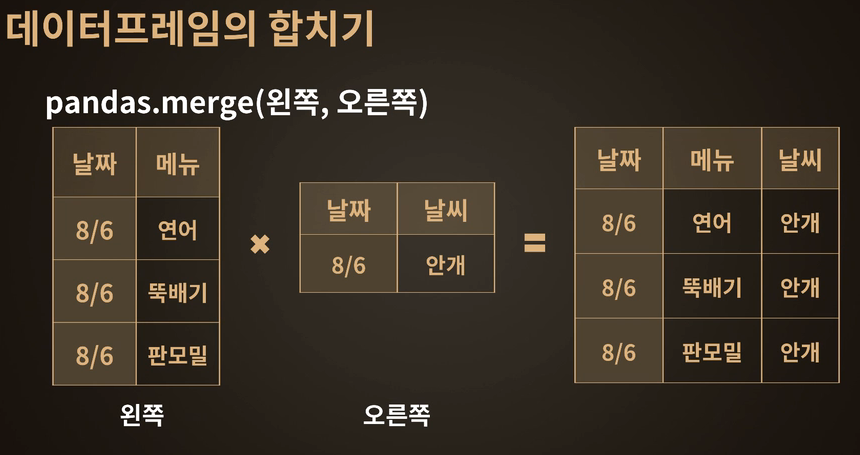 데이터프레임의 합치기
pandas.merge(왼쪽, 오른쪽)
날짜 메뉴
8/6 연어
8/6 뚝배기
8/6 판모밀
왼쪽
✖
날짜 날씨
8/6 안개
오른쪽
=
날짜 메뉴 날씨
8/6 연어 안개
8/6 뚝배기 안개
8/6 판모밀 안개